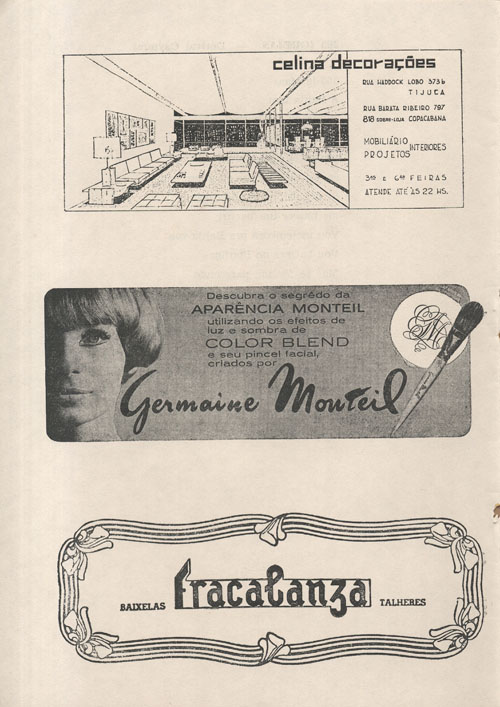 celina decorações
RUA HADDOCK LOBO 373 b
TIJUCA
RUA BARATA RIBEIRO 797
818 SOBRE-LOJA COPACABANA
MOBILIÁRIO
INTERIORES
PROJETOS
3as E 6as FEIRAS
ATENDE ATÉ ÀS 22 HS.
Descubra o segrêdo da
APARÊNCIA MONTEIL
utilizando os efeitos de
luz e sombra de
COLOR BLEND
e seu pincel facial,
criados por
Germaine Monteil
BAIXELAS fracalanza TALHERES